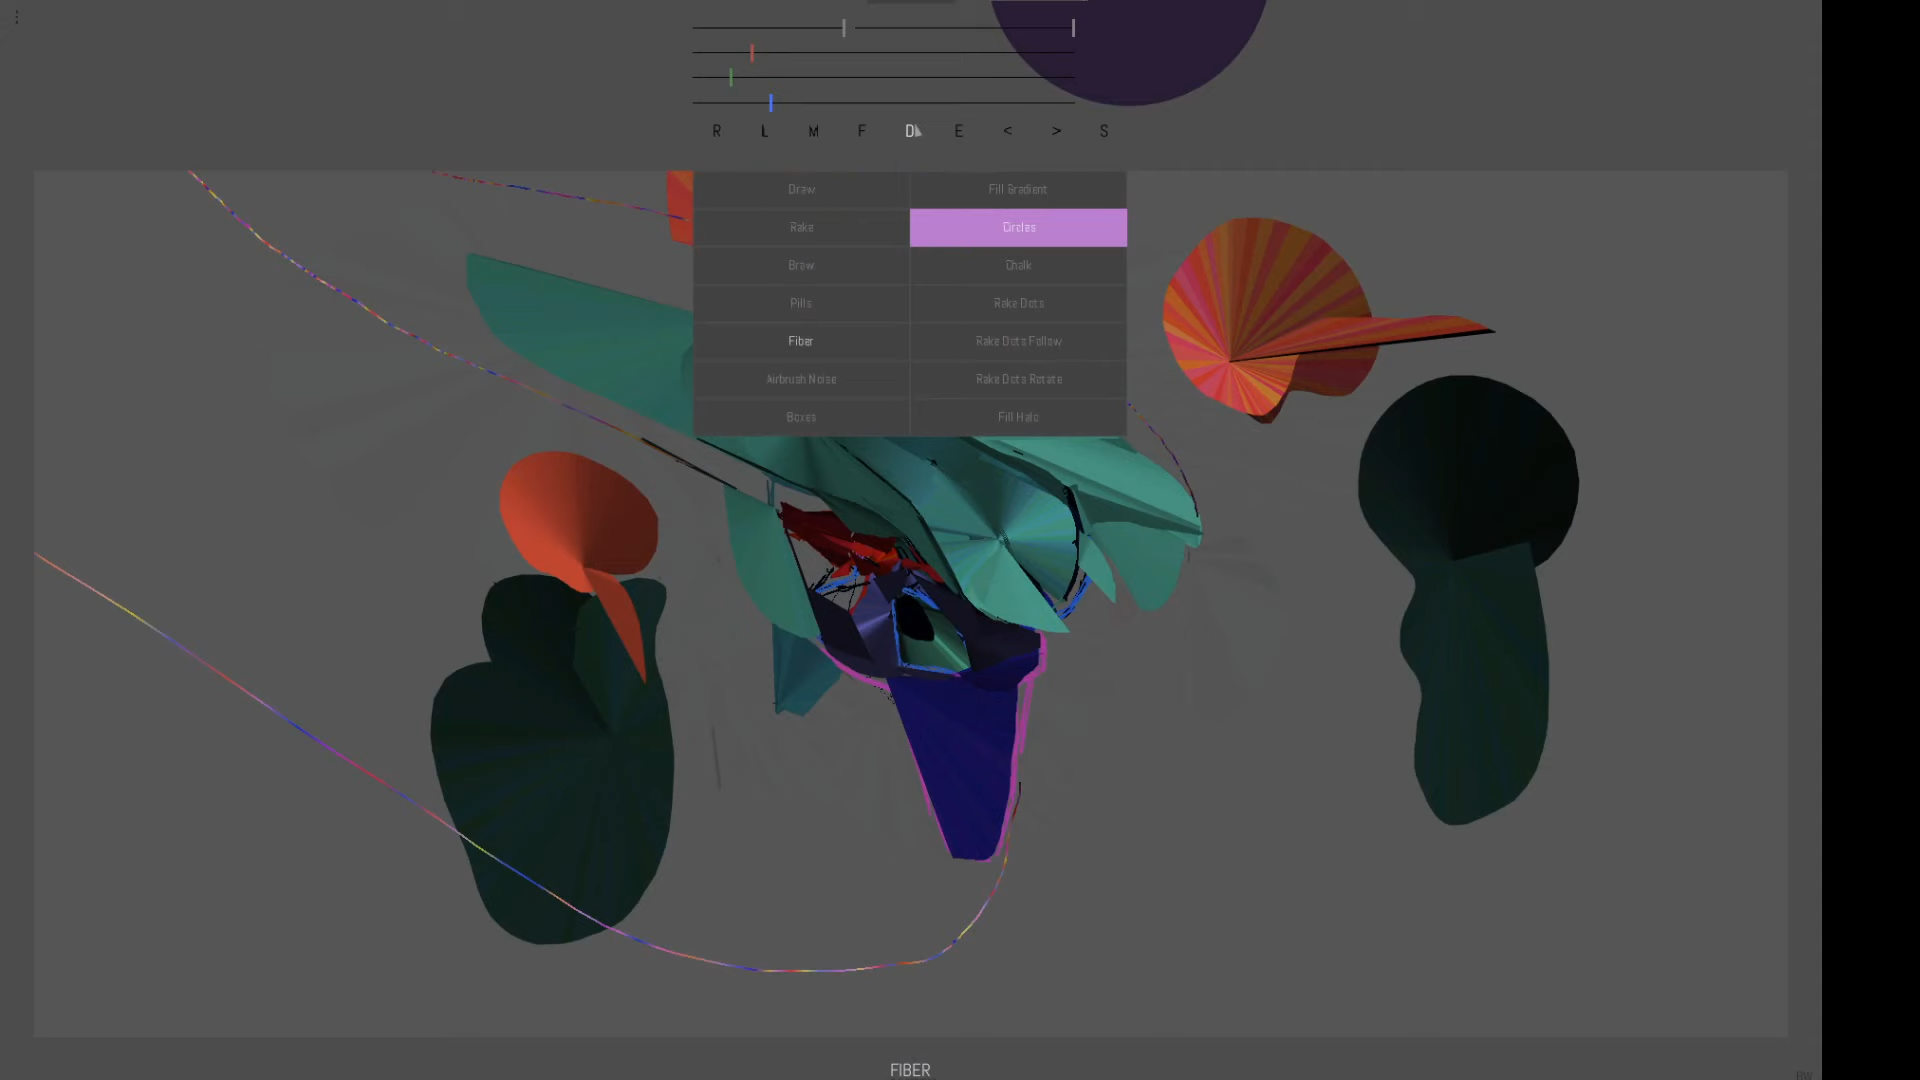 R L M F D E < > S
Draw Fill Gradient
Rake Circles
Brew Chalk
Pills Rake Dots
Fiber Rake Dots Follow
Airbrush Noise Rake Dots Rotate
Boxes Fill Halo
FIBER